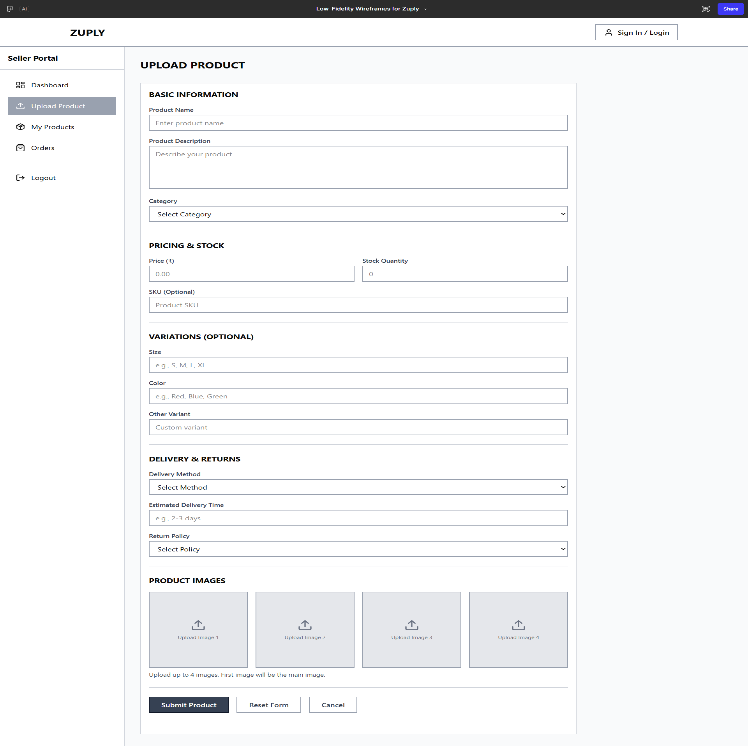 AI
Low-Fidelity Wireframes for Zuply
Share
ZUPLY
Sign In / Login
Seller Portal
Dashboard
Upload Product
My Products
Orders
Logout
UPLOAD PRODUCT
BASIC INFORMATION
Product Name
Enter product name
Product Description
Describe your product
Category
Select Category
PRICING & STOCK
Price (₹)
Stock Quantity
0.00
0
SKU (Optional)
Product SKU
VARIATIONS (OPTIONAL)
Size
e.g., S, M, L, XL
Color
e.g., Red, Blue, Green
Other Variant
Custom variant
DELIVERY & RETURNS
Delivery Method
Select Method
Estimated Delivery Time
e.g., 2-3 days
Return Policy
Select Policy
PRODUCT IMAGES
Upload Image 1
Upload Image 2
Upload Image 3
Upload Image 4
Upload up to 4 images. First image will be the main image.
Submit Product
Reset Form
Cancel